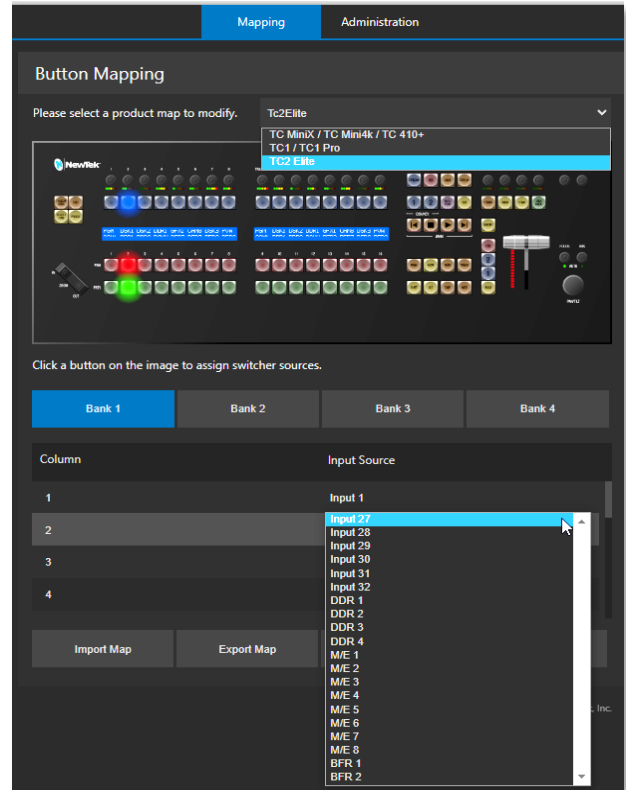 Mapping Administration
Button Mapping
Please select a product map to modify. Tc2Elite
TC MiniX / TC Mini4k / TC 410+
TC1 / TC1 Pro
TC2 Elite
NewTek
Click a button on the image to assign switcher sources.
Bank 1 Bank 2 Bank 3 Bank 4
Column Input Source
1 Input 1
2
3
4
Input 27
Input 28
Input 29
Input 30
Input 31
Input 32
DDR 1
DDR 2
DDR 3
DDR 4
M/E 1
M/E 2
M/E 3
M/E 4
M/E 5
M/E 6
M/E 7
M/E 8
BFR 1
BFR 2
Import Map Export Map
Inc.